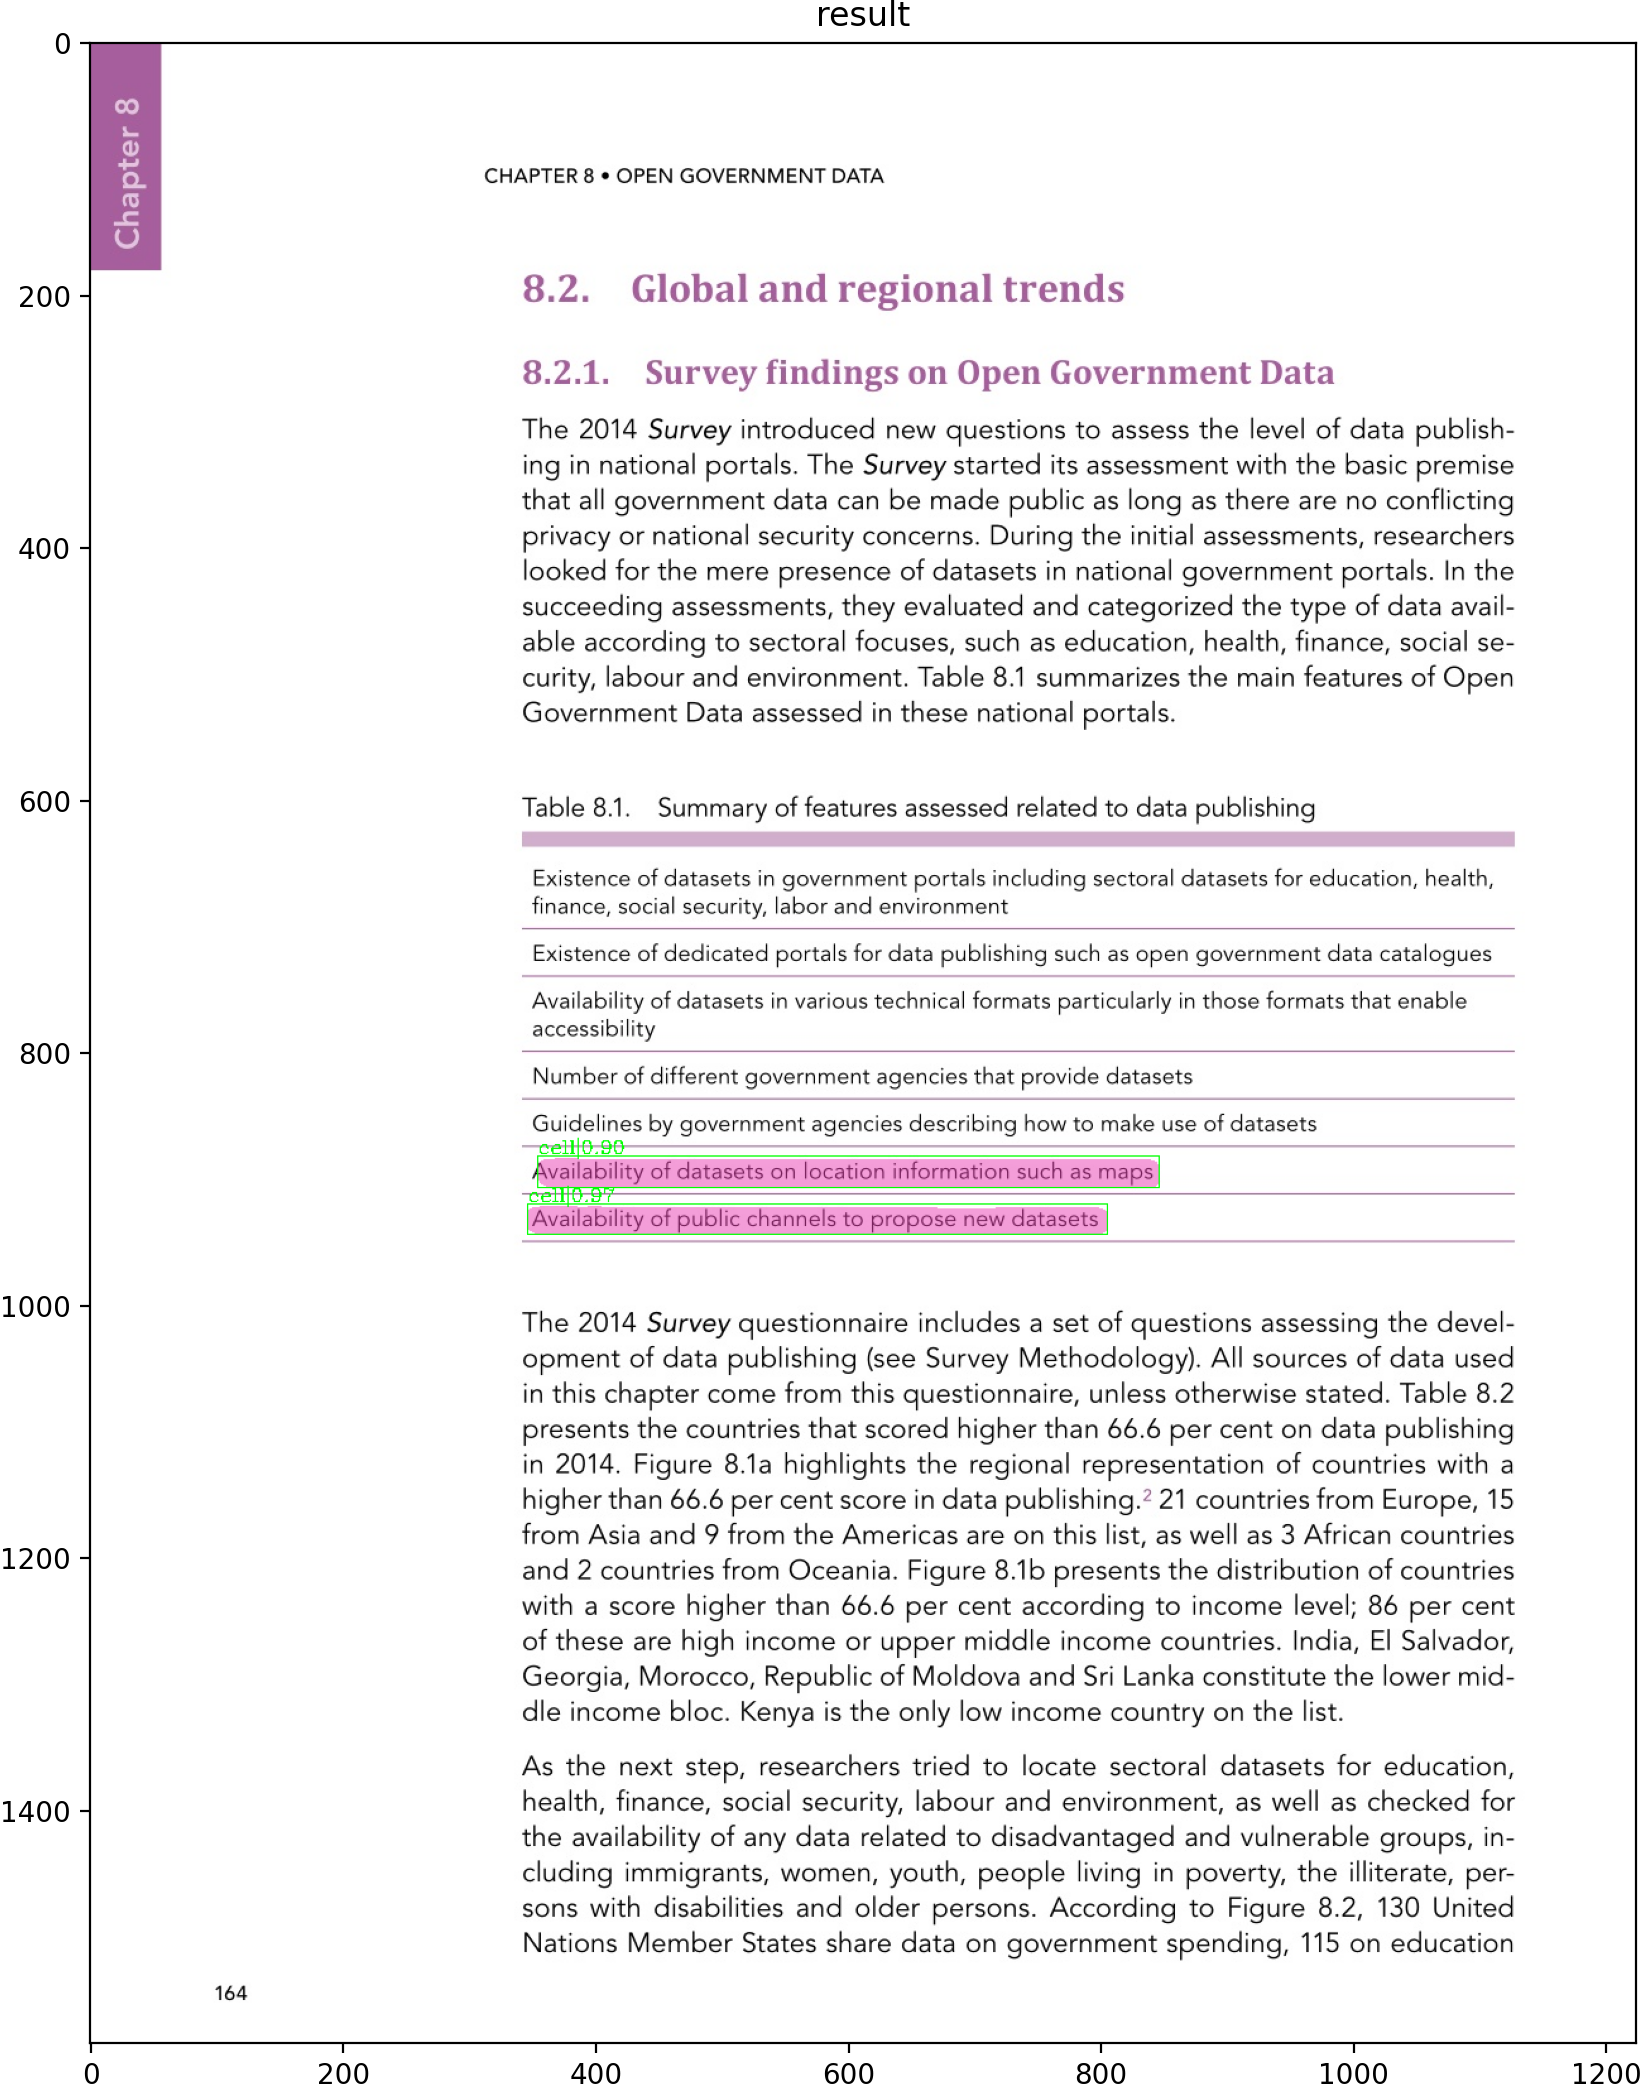 result
Chapter 8
CHAPTER 8 • OPEN GOVERNMENT DATA
8.2. Global and regional trends
8.2.1. Survey findings on Open Government Data
The 2014 Survey introduced new questions to assess the level of data publish-
ing in national portals. The Survey started its assessment with the basic premise
that all government data can be made public as long as there are no conflicting
privacy or national security concerns. During the initial assessments, researchers
looked for the mere presence of datasets in national government portals. In the
succeeding assessments, they evaluated and categorized the type of data avail-
able according to sectoral focuses, such as education, health, finance, social se-
curity, labour and environment. Table 8.1 summarizes the main features of Open
Government Data assessed in these national portals.
Table 8.1. Summary of features assessed related to data publishing
Existence of datasets in government portals including sectoral datasets for education, health,
finance, social security, labor and environment
Existence of dedicated portals for data publishing such as open government data catalogues
Availability of datasets in various technical formats particularly in those formats that enable
accessibility
Number of different government agencies that provide datasets
Guidelines by government agencies describing how to make use of datasets
cell|0.90
Availability of datasets on location information such as maps
cell|0.97
Availability of public channels to propose new datasets
The 2014 Survey questionnaire includes a set of questions assessing the devel-
opment of data publishing (see Survey Methodology). All sources of data used
in this chapter come from this questionnaire, unless otherwise stated. Table 8.2
presents the countries that scored higher than 66.6 per cent on data publishing
in 2014. Figure 8.1a highlights the regional representation of countries with a
higher than 66.6 per cent score in data publishing.² 21 countries from Europe, 15
from Asia and 9 from the Americas are on this list, as well as 3 African countries
and 2 countries from Oceania. Figure 8.1b presents the distribution of countries
with a score higher than 66.6 per cent according to income level; 86 per cent
of these are high income or upper middle income countries. India, El Salvador,
Georgia, Morocco, Republic of Moldova and Sri Lanka constitute the lower mid-
dle income bloc. Kenya is the only low income country on the list.
As the next step, researchers tried to locate sectoral datasets for education,
health, finance, social security, labour and environment, as well as checked for
the availability of any data related to disadvantaged and vulnerable groups, in-
cluding immigrants, women, youth, people living in poverty, the illiterate, per-
sons with disabilities and older persons. According to Figure 8.2, 130 United
Nations Member States share data on government spending, 115 on education
164
0
200
400
600
800
1000
1200
1400
0 200 400 600 800 1000 1200